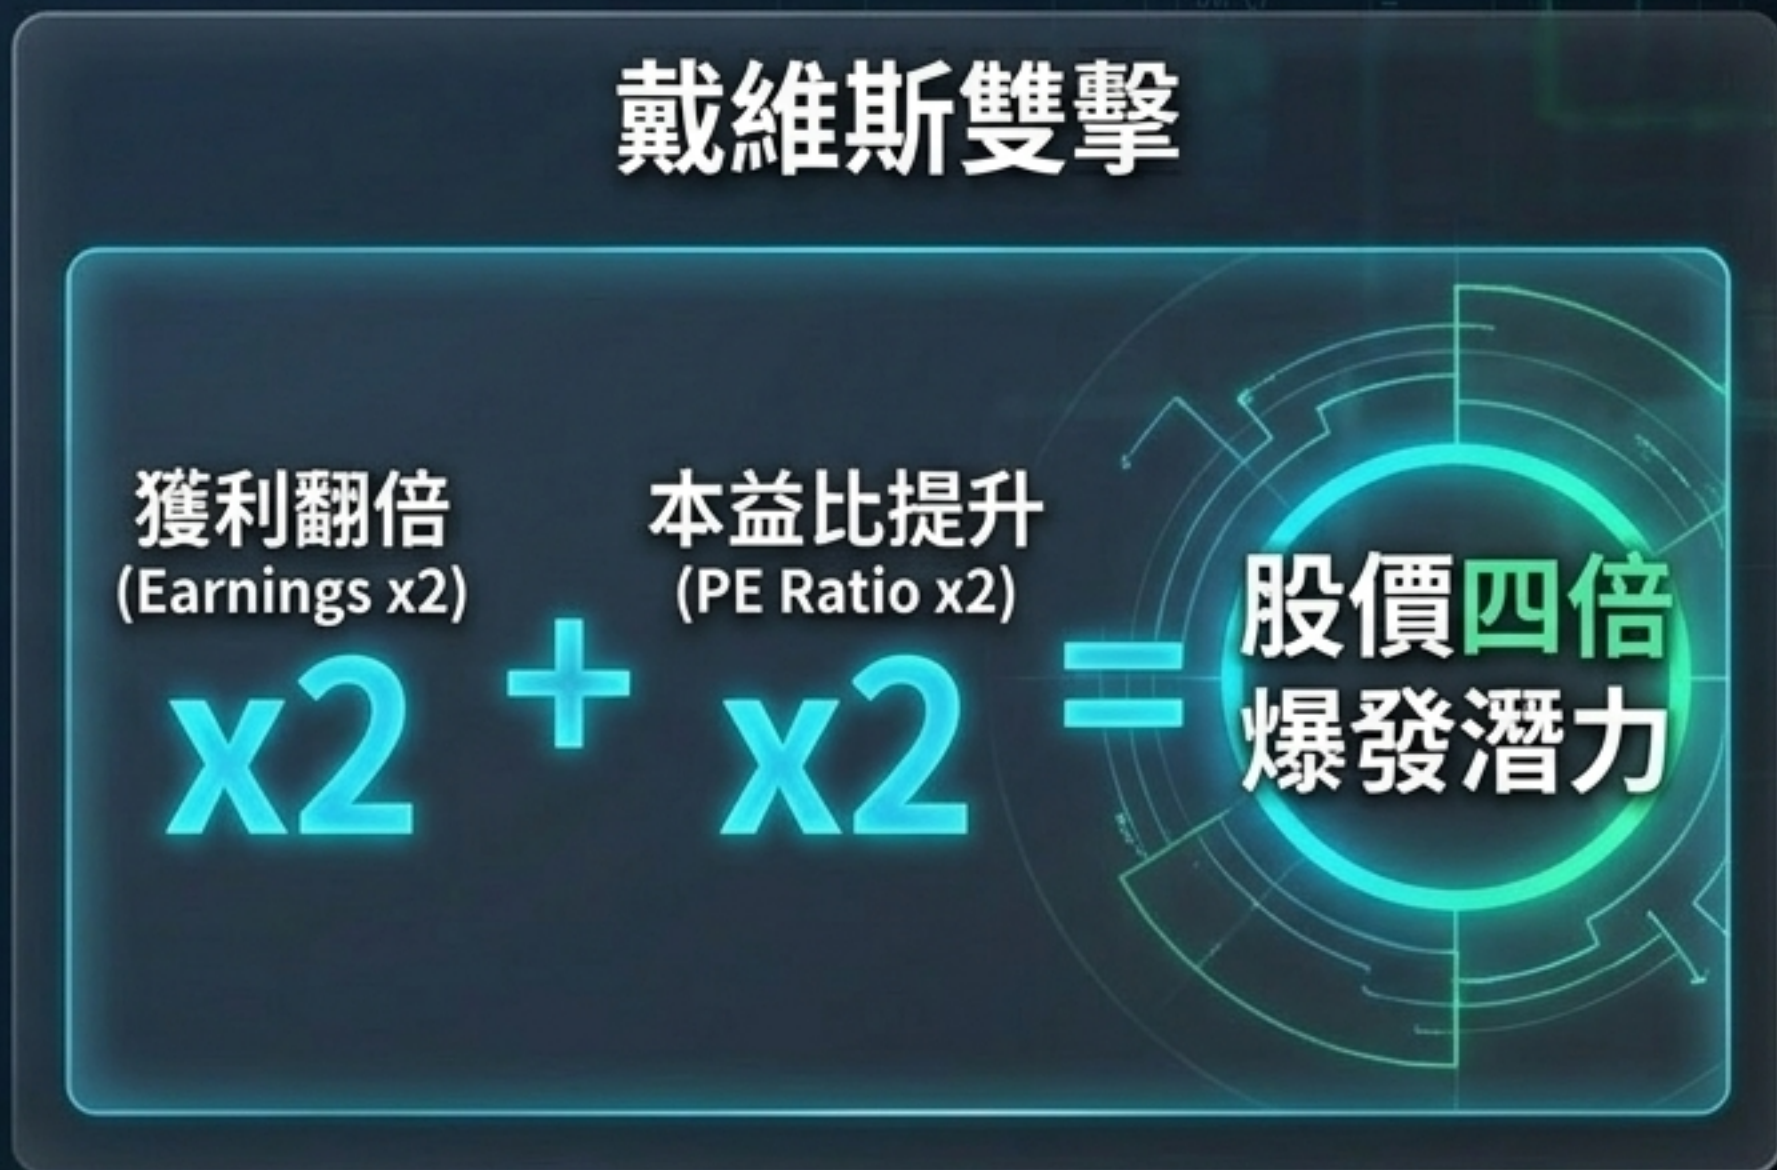 戴維斯雙擊
獲利翻倍
(Earnings x2)
x2
+
本益比提升
(PE Ratio x2)
x2
=
股價四倍
爆發潛力